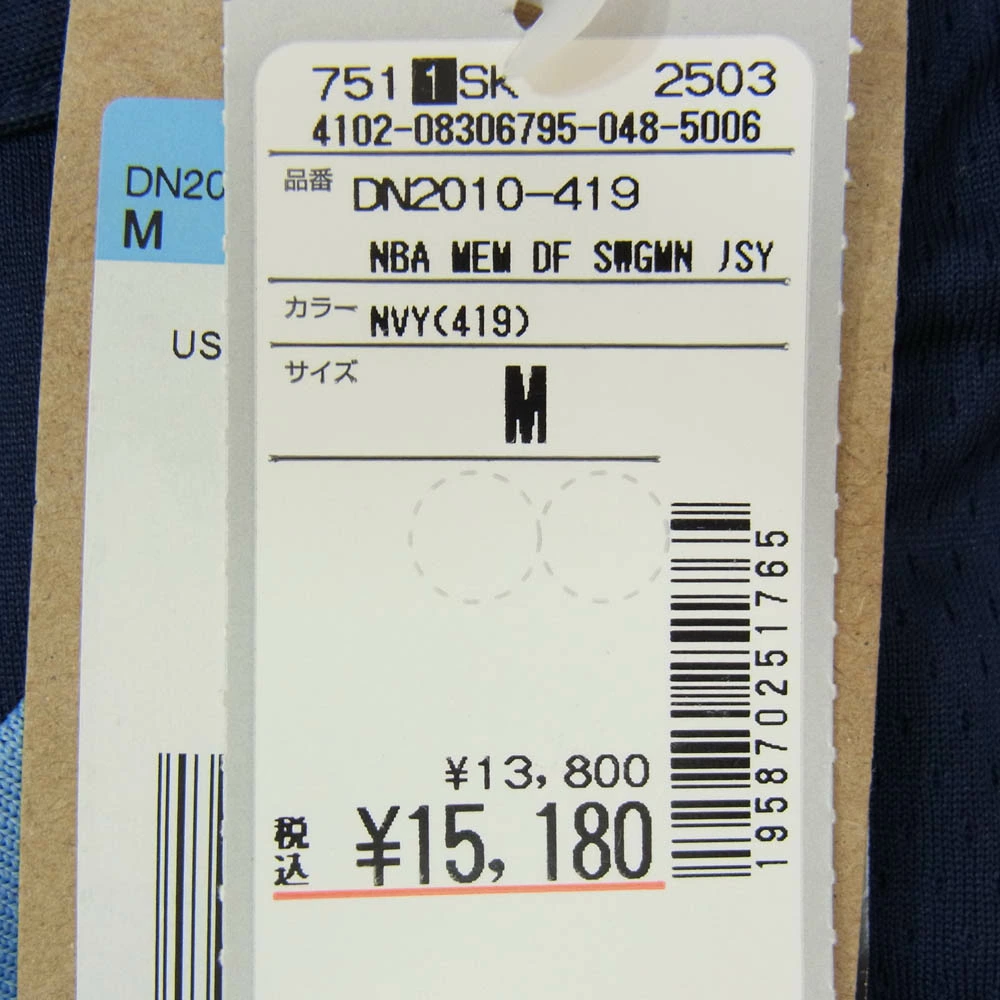 751 1 SK 2503
4102-08306795-048-5006
品番 DN2010-419
NBA MEM DF SWGMN JSY
カラー NVY(419)
サイズ
M
¥13,800
税込 ¥15,180
195870251765
DN20
M
US